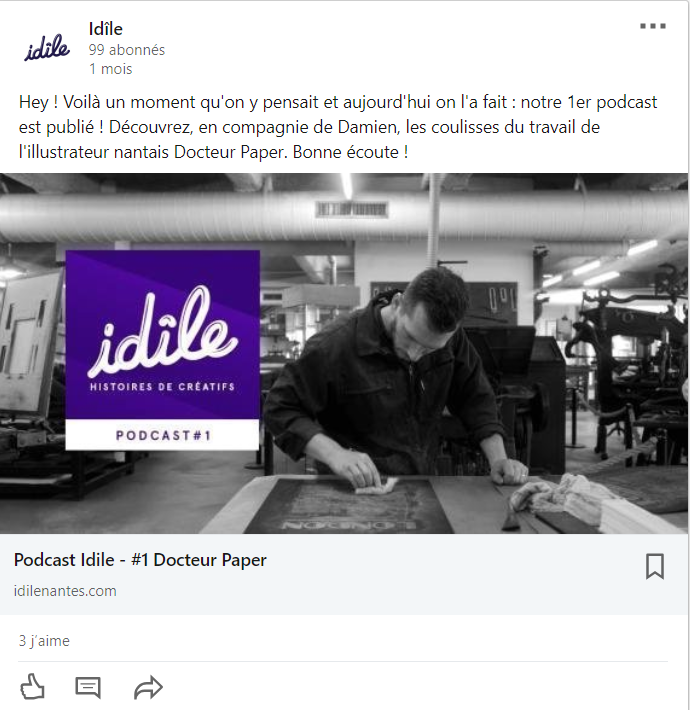 idîle
Idîle
99 abonnés
1 mois
Hey ! Voilà un moment qu'on y pensait et aujourd'hui on l'a fait : notre 1er podcast
est publié ! Découvrez, en compagnie de Damien, les coulisses du travail de
l'illustrateur nantais Docteur Paper. Bonne écoute !
idîle
HISTOIRES DE CRÉATIFS
PODCAST#1
LONDON
Podcast Idile - #1 Docteur Paper
idilenantes.com
3 j'aime